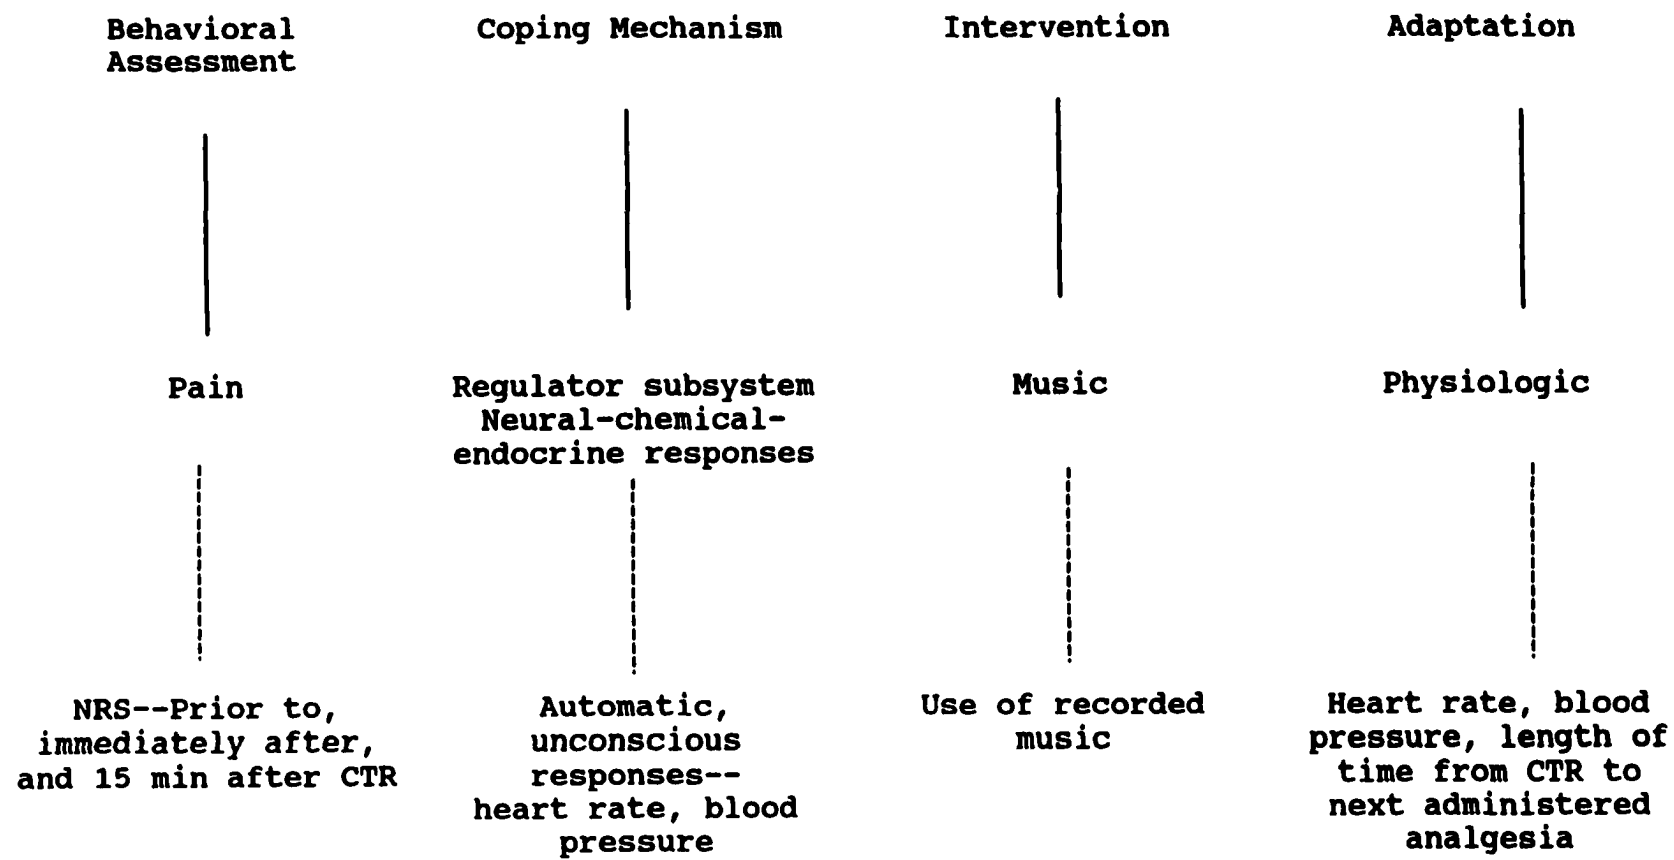 Behavioral
Assessment
Coping Mechanism
Intervention
Adaptation
Pain
Regulator subsystem
Neural-chemical-
endocrine responses
Music
Physiologic
NRS--Prior to,
immediately after,
and 15 min after CTR
Automatic,
unconscious
responses--
heart rate, blood
pressure
Use of recorded
music
Heart rate, blood
pressure, length of
time from CTR to
next administered
analgesia